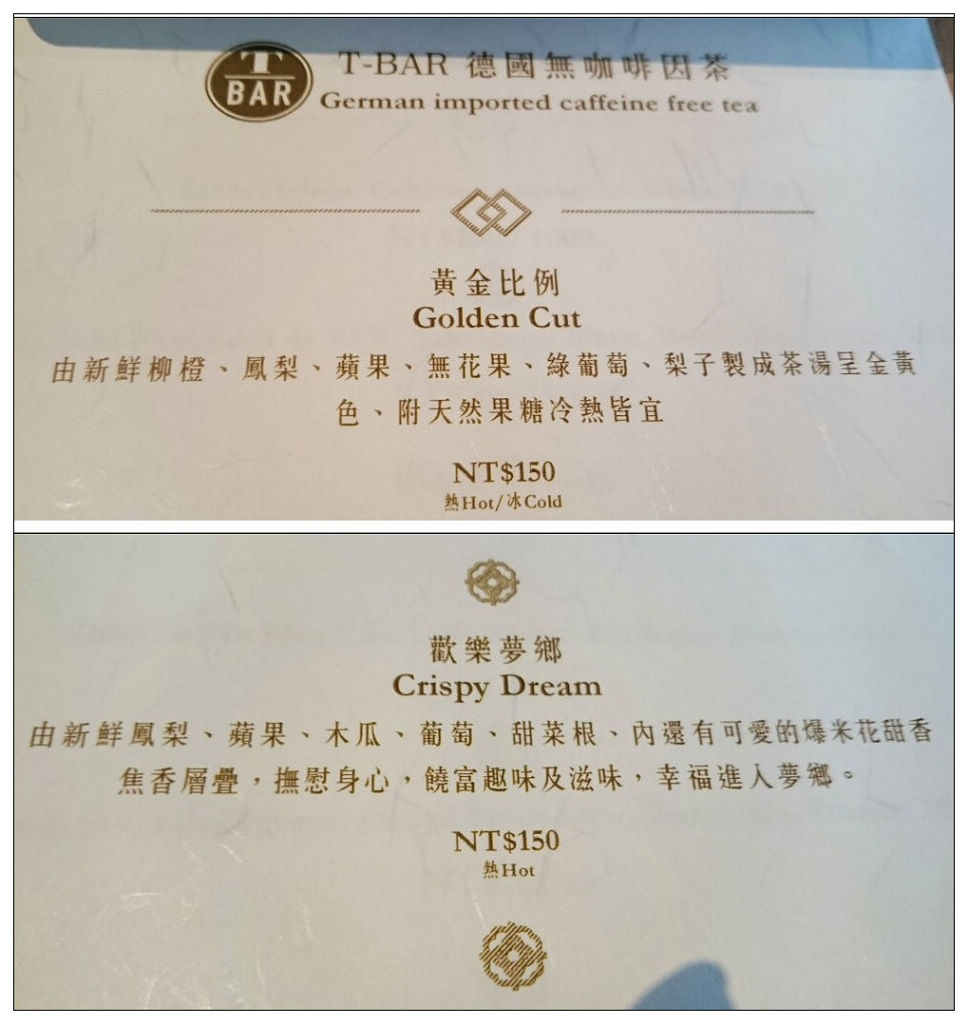 T
BAR
T-BAR 德國無咖啡因茶
German imported caffeine free tea
黃金比例
Golden Cut
由新鮮柳橙、鳳梨、蘋果、無花果、綠葡萄、梨子製成茶湯呈金黃
色、附天然果糖冷熱皆宜
NT$150
熱Hot/冰Cold
歡樂夢鄉
Crispy Dream
由新鮮鳳梨、蘋果、木瓜、葡萄、甜菜根、內還有可愛的爆米花甜香
焦香層疊，撫慰身心，饒富趣味及滋味，幸福進入夢鄉。
NT$150
熱Hot